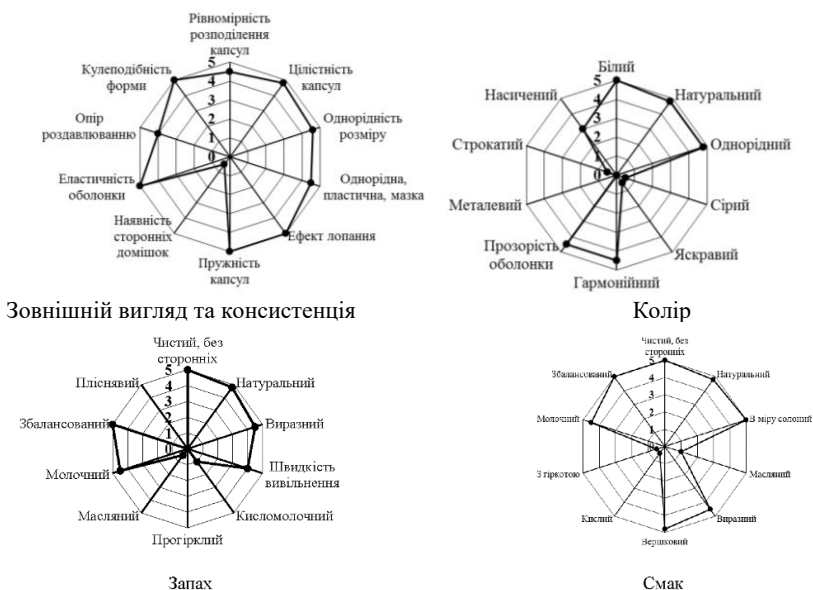 Рівномірність
розподілення
капсул
Кулеподібність
форми
Цілістність
капсул
Опір
роздавлюванню
Однорідність
розміру
Еластичність
оболонки
Однорідна,
пластична, мазка
Наявність
сторонніх
домішок
Ефект лопання
Пружність
капсул
5
4
3
2
1
0
Зовнішній вигляд та консистенція
Білий
Насичений
Натуральний
Строкатий
Однорідний
Металевий
Сірий
Прозорість
оболонки
Яскравий
Гармонійний
5
4
3
2
1
0
Колір
Чистий, без
сторонніх
Пліснявий
Натуральний
Збалансований
Виразний
Молочний
Швидкість
вивільнення
Масляний
Кисломолочний
Прогірклий
5
4
3
2
1
0
Запах
Чистий, без
сторонніх
Збалансований
Натуральний
Молочний
В міру солоний
З гіркотою
Масляний
Кислий
Виразний
Вершковий
5
4
3
2
1
0
Смак